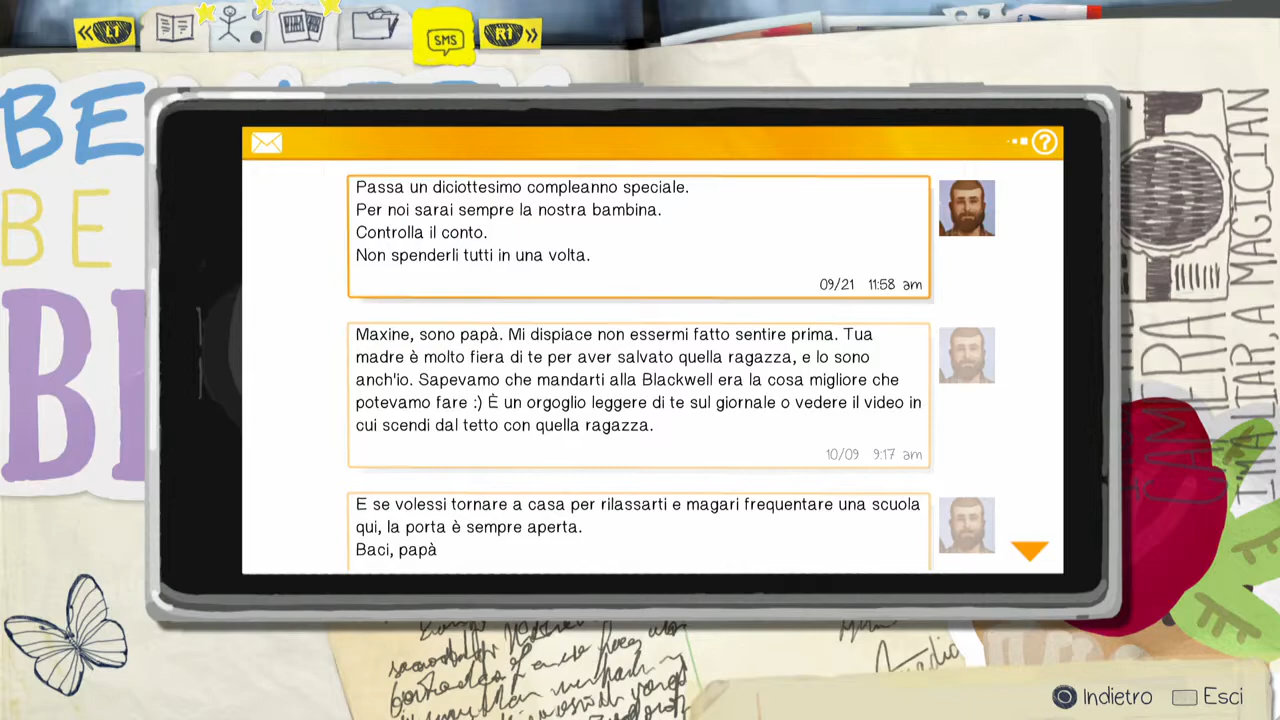 L1
SMS
R1
BE
BE
Passa un diciottesimo compleanno speciale.
Per noi sarai sempre la nostra bambina.
Controlla il conto.
Non spenderli tutti in una volta.
09/21 11:58 am
Maxine, sono papà. Mi dispiace non essermi fatto sentire prima. Tua
madre è molto fiera di te per aver salvato quella ragazza, e lo sono
anch'io. Sapevamo che mandarti alla Blackwell era la cosa migliore che
potevamo fare :) È un orgoglio leggere di te sul giornale o vedere il video in
cui scendi dal tetto con quella ragazza.
10/09 9:17 am
E se volessi tornare a casa per rilassarti e magari frequentare una scuola
qui, la porta è sempre aperta.
Baci, papà
MAGICIAN
Indietro
Esci